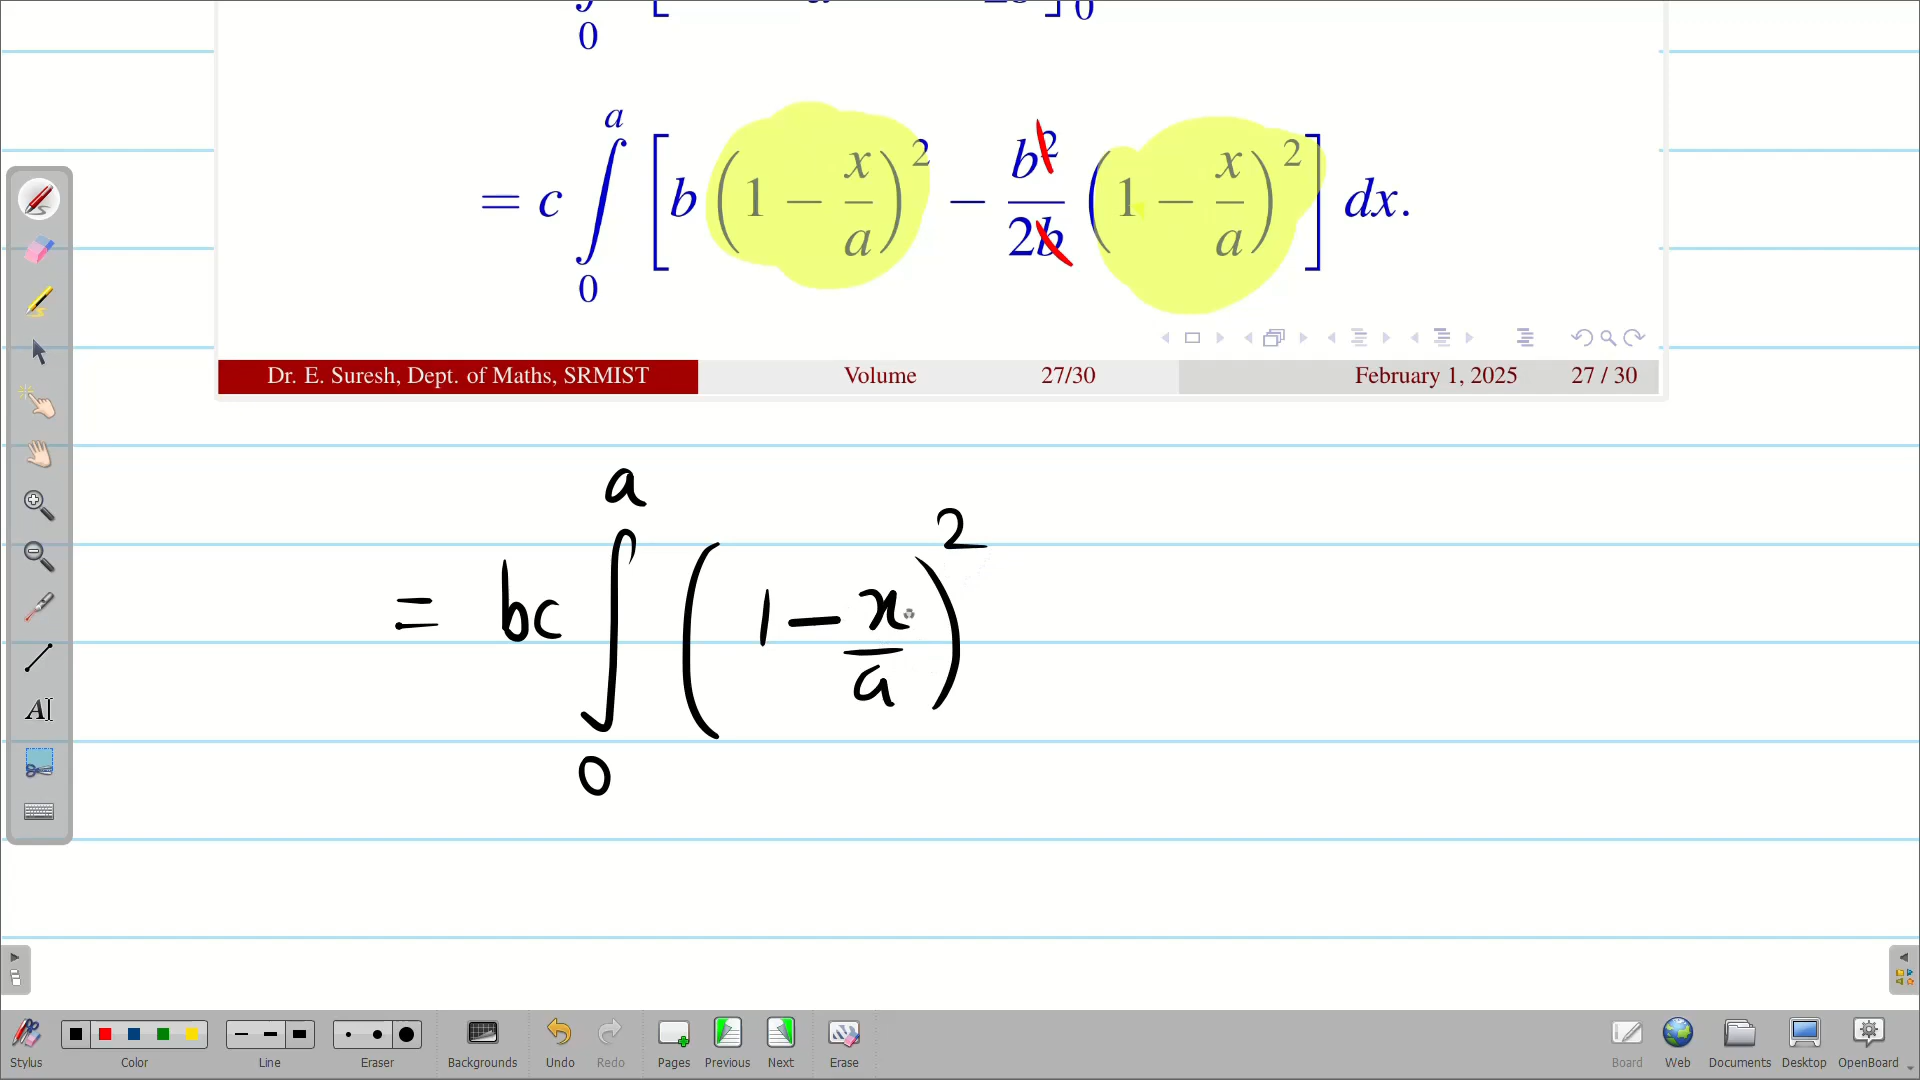 0 [ ]0
= c ∫₀ᵃ [ b (1 − x/a)² − b²/2b (1 − x/a)² ] dx.
Dr. E. Suresh, Dept. of Maths, SRMIST Volume 27/30 February 1, 2025 27 / 30
= bc ∫₀ᵃ (1 − x/a)²
Stylus Color Line Eraser Backgrounds Undo Redo Pages Previous Next Erase Board Web Documents Desktop OpenBoard